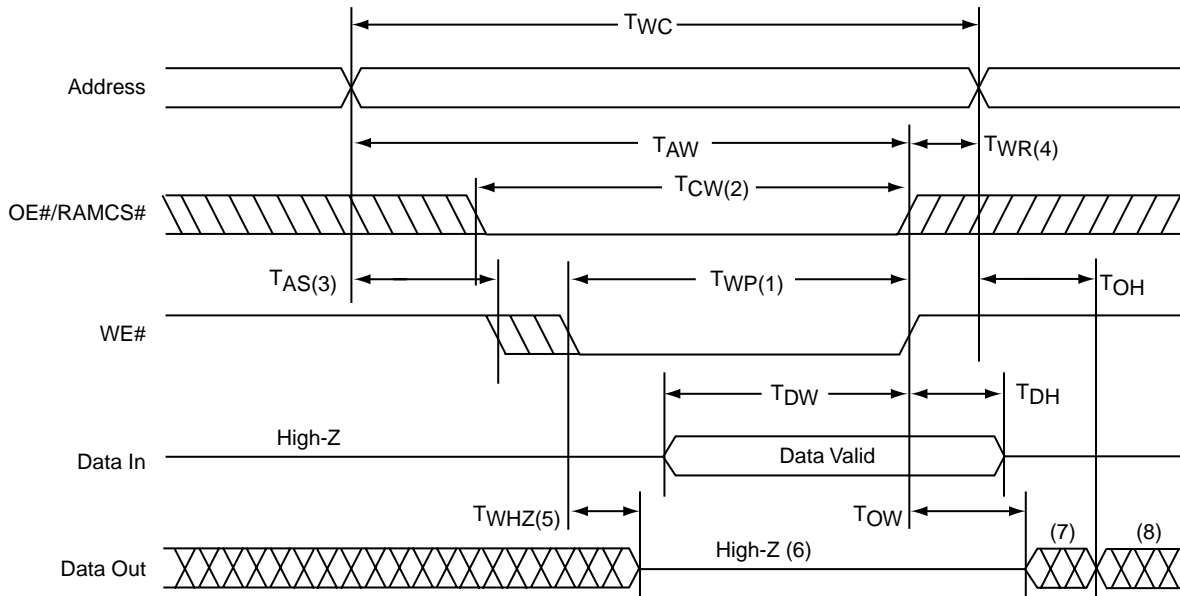 TWC
Address
TAW
TWR(4)
TCW(2)
OE#/RAMCS#
TAS(3)
TWP(1)
TOH
WE#
TDW
TDH
High-Z
Data In
Data Valid
TWHZ(5)
TOW
High-Z (6)
(7)
(8)
Data Out